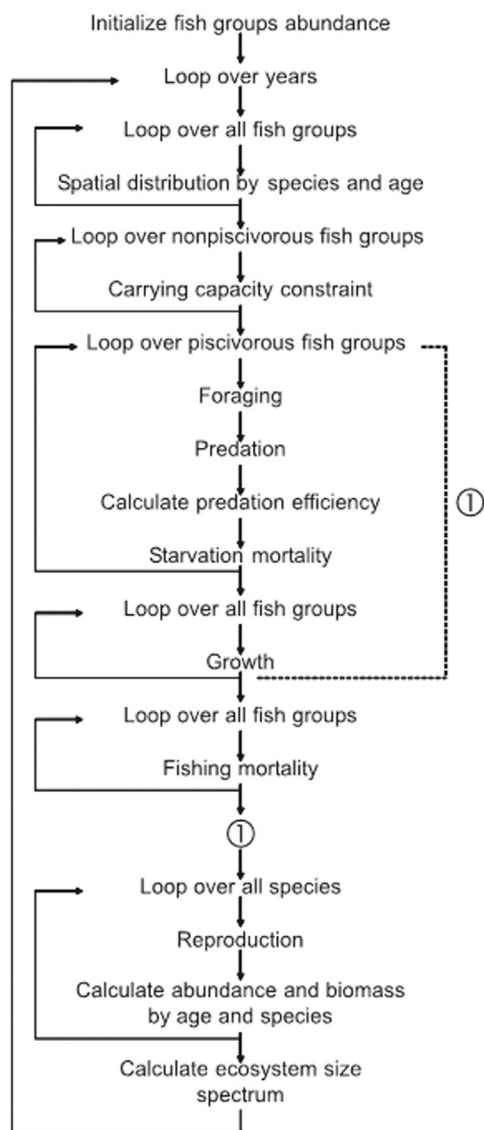 Initialize fish groups abundance
Loop over years
Loop over all fish groups
Spatial distribution by species and age
Loop over nonpiscivorous fish groups
Carrying capacity constraint
Loop over piscivorous fish groups
Foraging
Predation
①
Calculate predation efficiency
Starvation mortality
Loop over all fish groups
Growth
Loop over all fish groups
Fishing mortality
①
Loop over all species
Reproduction
Calculate abundance and biomass
by age and species
Calculate ecosystem size
spectrum